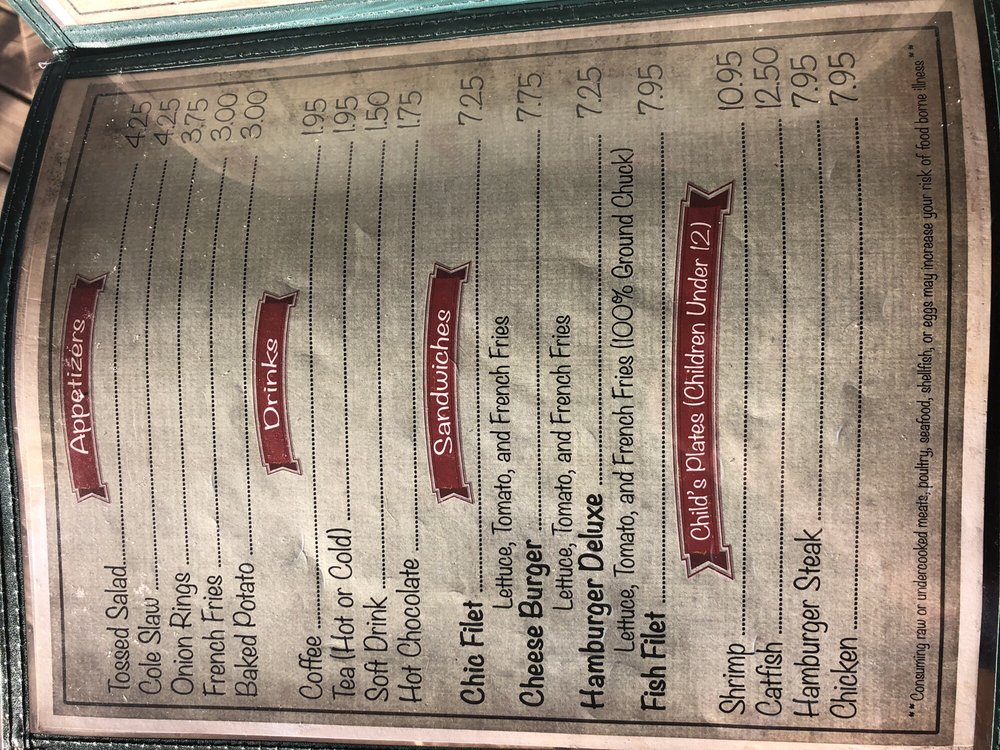 Appetizers
Tossed Salad 4.25
Cole Slaw 4.25
Onion Rings 3.75
French Fries 3.00
Baked Potato 3.00
Drinks
Coffee 1.95
Tea (Hot or Cold) 1.95
Soft Drink 1.50
Hot Chocolate 1.75
Sandwiches
Chic Filet 7.25
Lettuce, Tomato, and French Fries
Cheese Burger 7.75
Lettuce, Tomato, and French Fries
Hamburger Deluxe 7.25
Lettuce, Tomato, and French Fries (100% Ground Chuck)
Fish Filet 7.95
Child's Plates (Children Under 12)
Shrimp 10.95
Catfish 12.50
Hamburger Steak 7.95
Chicken 7.95
**Consuming raw or undercooked meats, poultry, seafood, shellfish, or eggs may increase your risk of food borne illness**